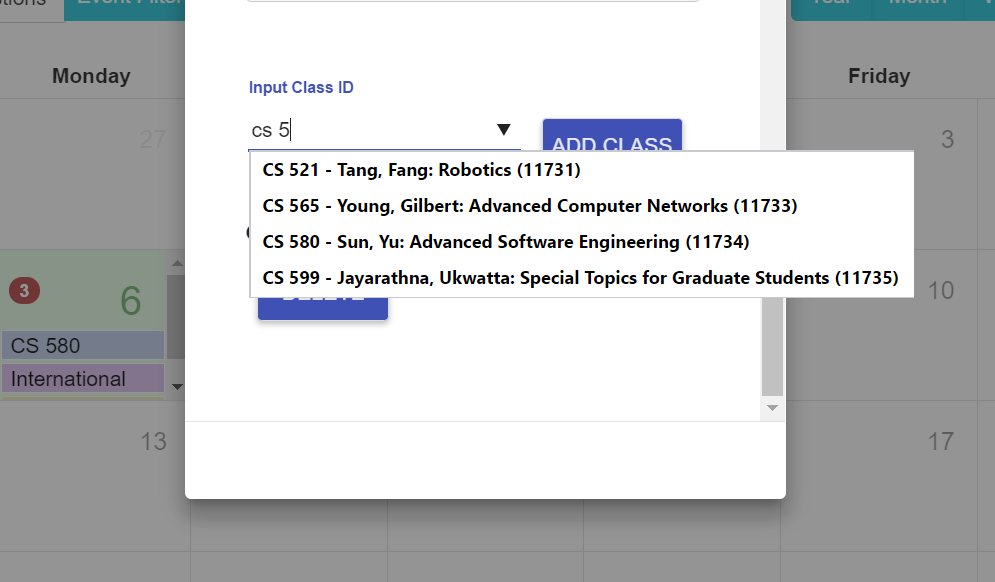 Event Filter
Year
Month
Monday
Friday
Input Class ID
27
cs 5
3
ADD CLASS
CS 521 - Tang, Fang: Robotics (11731)
CS 565 - Young, Gilbert: Advanced Computer Networks (11733)
CS 580 - Sun, Yu: Advanced Software Engineering (11734)
CS 599 - Jayarathna, Ukwatta: Special Topics for Graduate Students (11735)
3
6
DELETE
10
CS 580
International
13
17